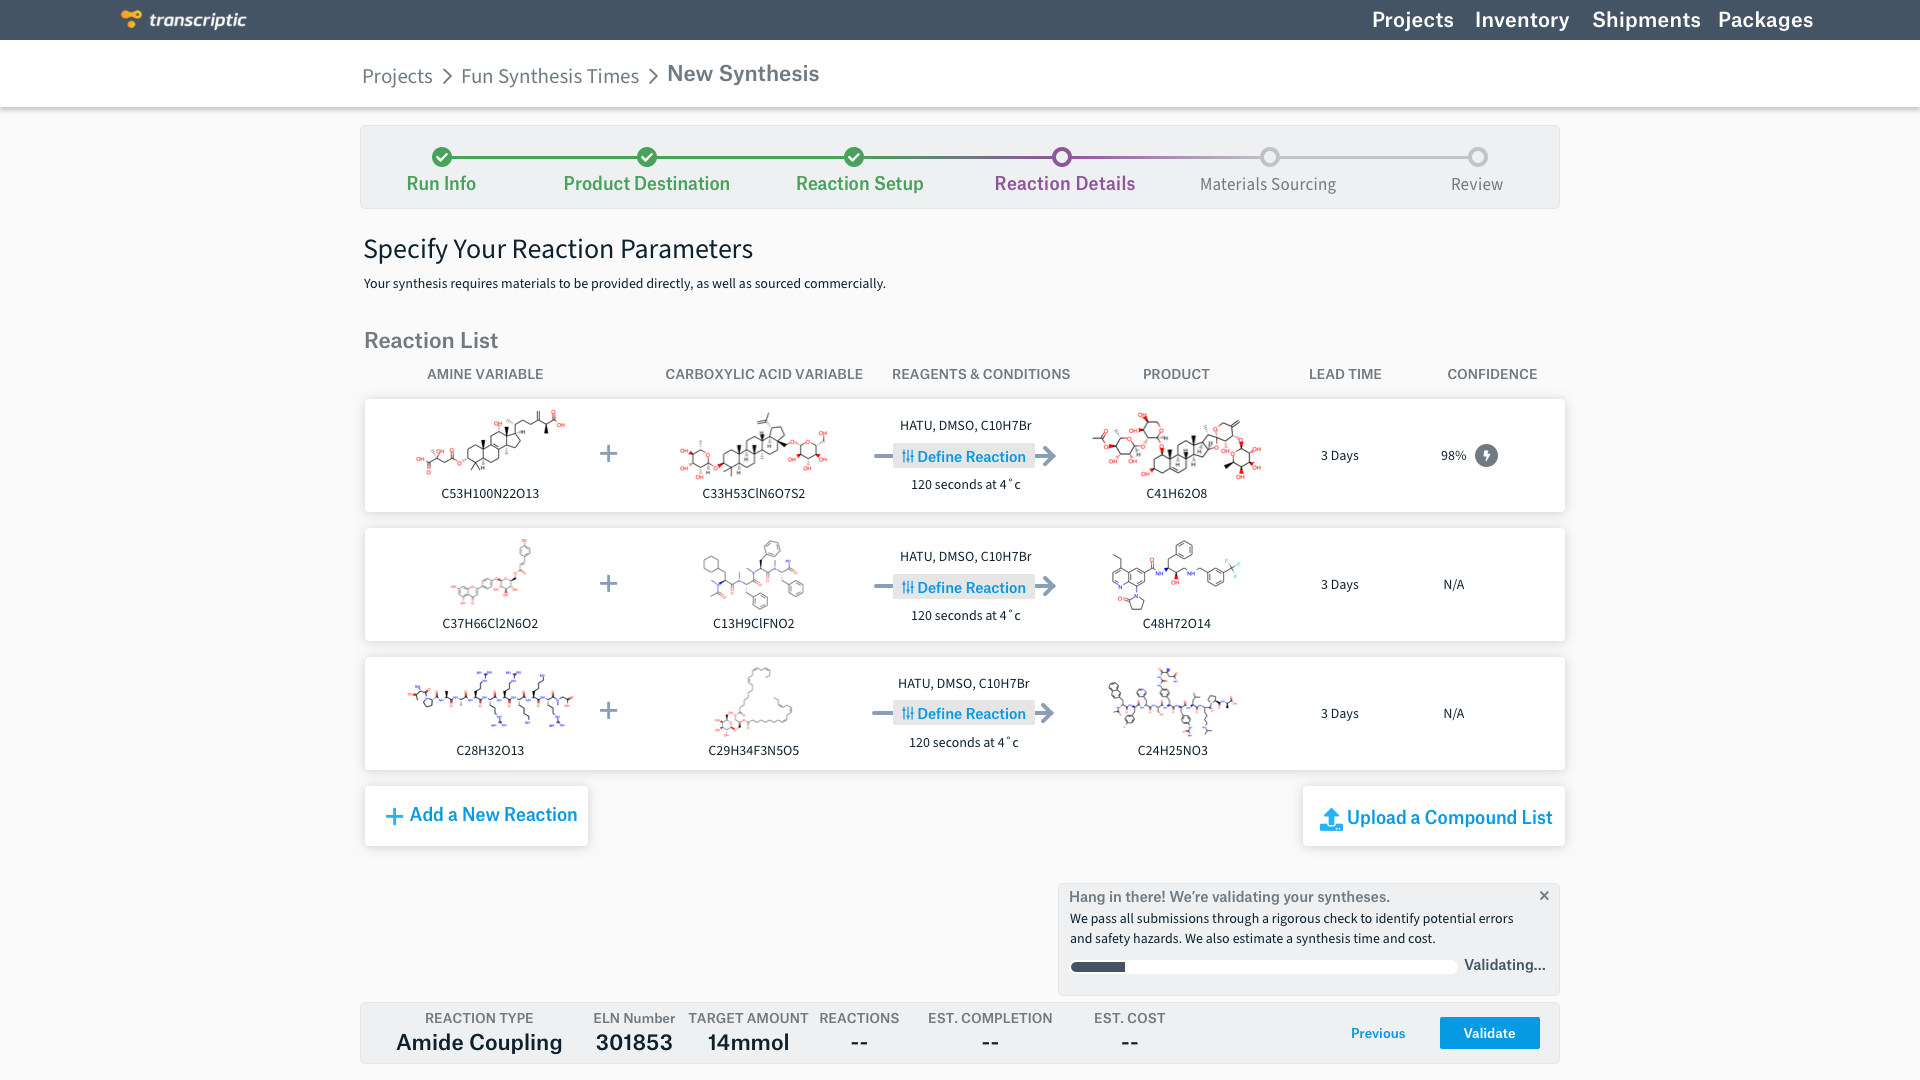 transcriptic
Projects Inventory Shipments Packages
Projects > Fun Synthesis Times > New Synthesis
Run Info
Product Destination
Reaction Setup
Reaction Details
Materials Sourcing
Review
Specify Your Reaction Parameters
Your synthesis requires materials to be provided directly, as well as sourced commercially.
Reaction List
AMINE VARIABLE
CARBOXYLIC ACID VARIABLE
REAGENTS & CONDITIONS
PRODUCT
LEAD TIME
CONFIDENCE
C53H100N22O13
+
C33H53ClN6O7S2
HATU, DMSO, C10H7Br
Define Reaction
120 seconds at 4˚c
C41H62O8
3 Days
98%
C37H66Cl2N6O2
+
C13H9ClFNO2
HATU, DMSO, C10H7Br
Define Reaction
120 seconds at 4˚c
C48H72O14
3 Days
N/A
C28H32O13
+
C29H34F3N5O5
HATU, DMSO, C10H7Br
Define Reaction
120 seconds at 4˚c
C24H25NO3
3 Days
N/A
+ Add a New Reaction
Upload a Compound List
Hang in there! We’re validating your syntheses.
We pass all submissions through a rigorous check to identify potential errors
and safety hazards. We also estimate a synthesis time and cost.
Validating...
REACTION TYPE
Amide Coupling
ELN Number
301853
TARGET AMOUNT
14mmol
REACTIONS
--
EST. COMPLETION
--
EST. COST
--
Previous
Validate